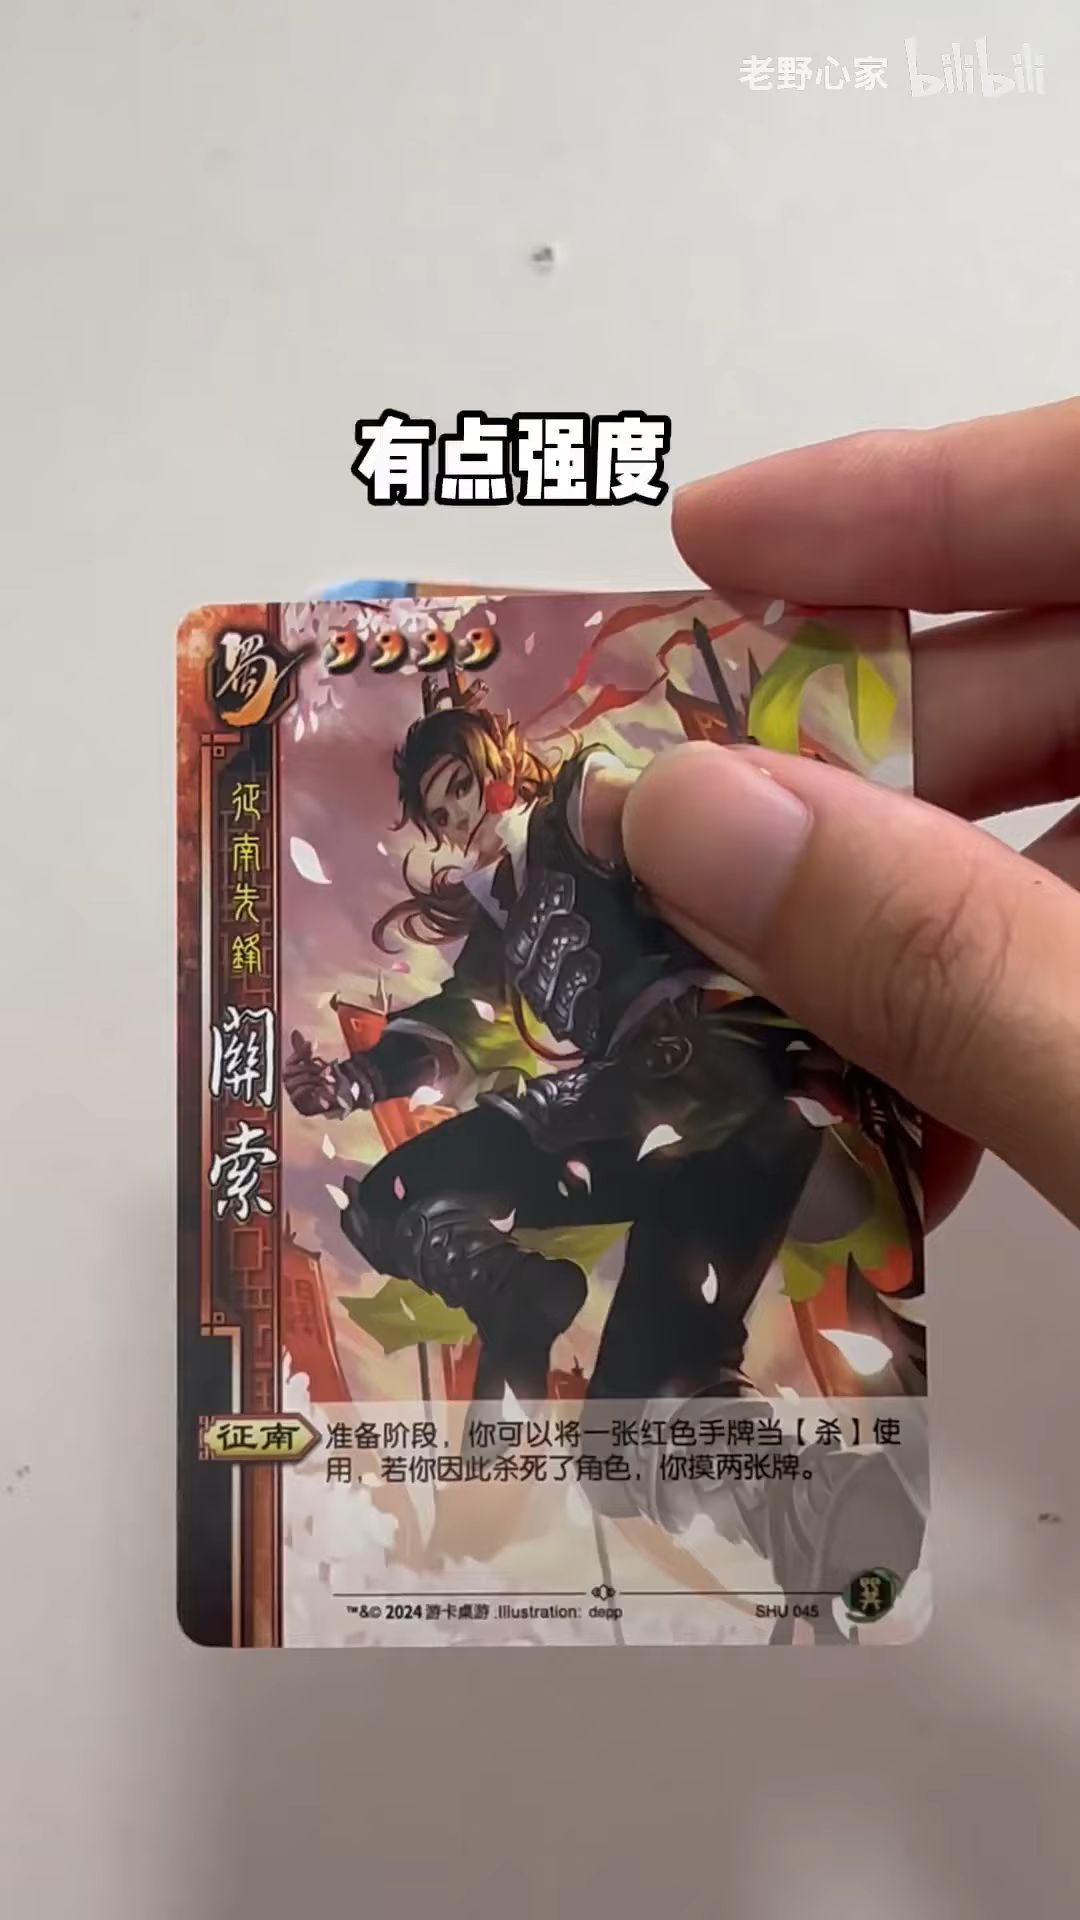 老野心家 bilibili
有点强度
蜀
征南先鋒
關索
征南
准备阶段，你可以将一张红色手牌当【杀】使
用，若你因此杀死了角色，你摸两张牌。
™&© 2024 游卡桌游 .Illustration: depp
SHU 045